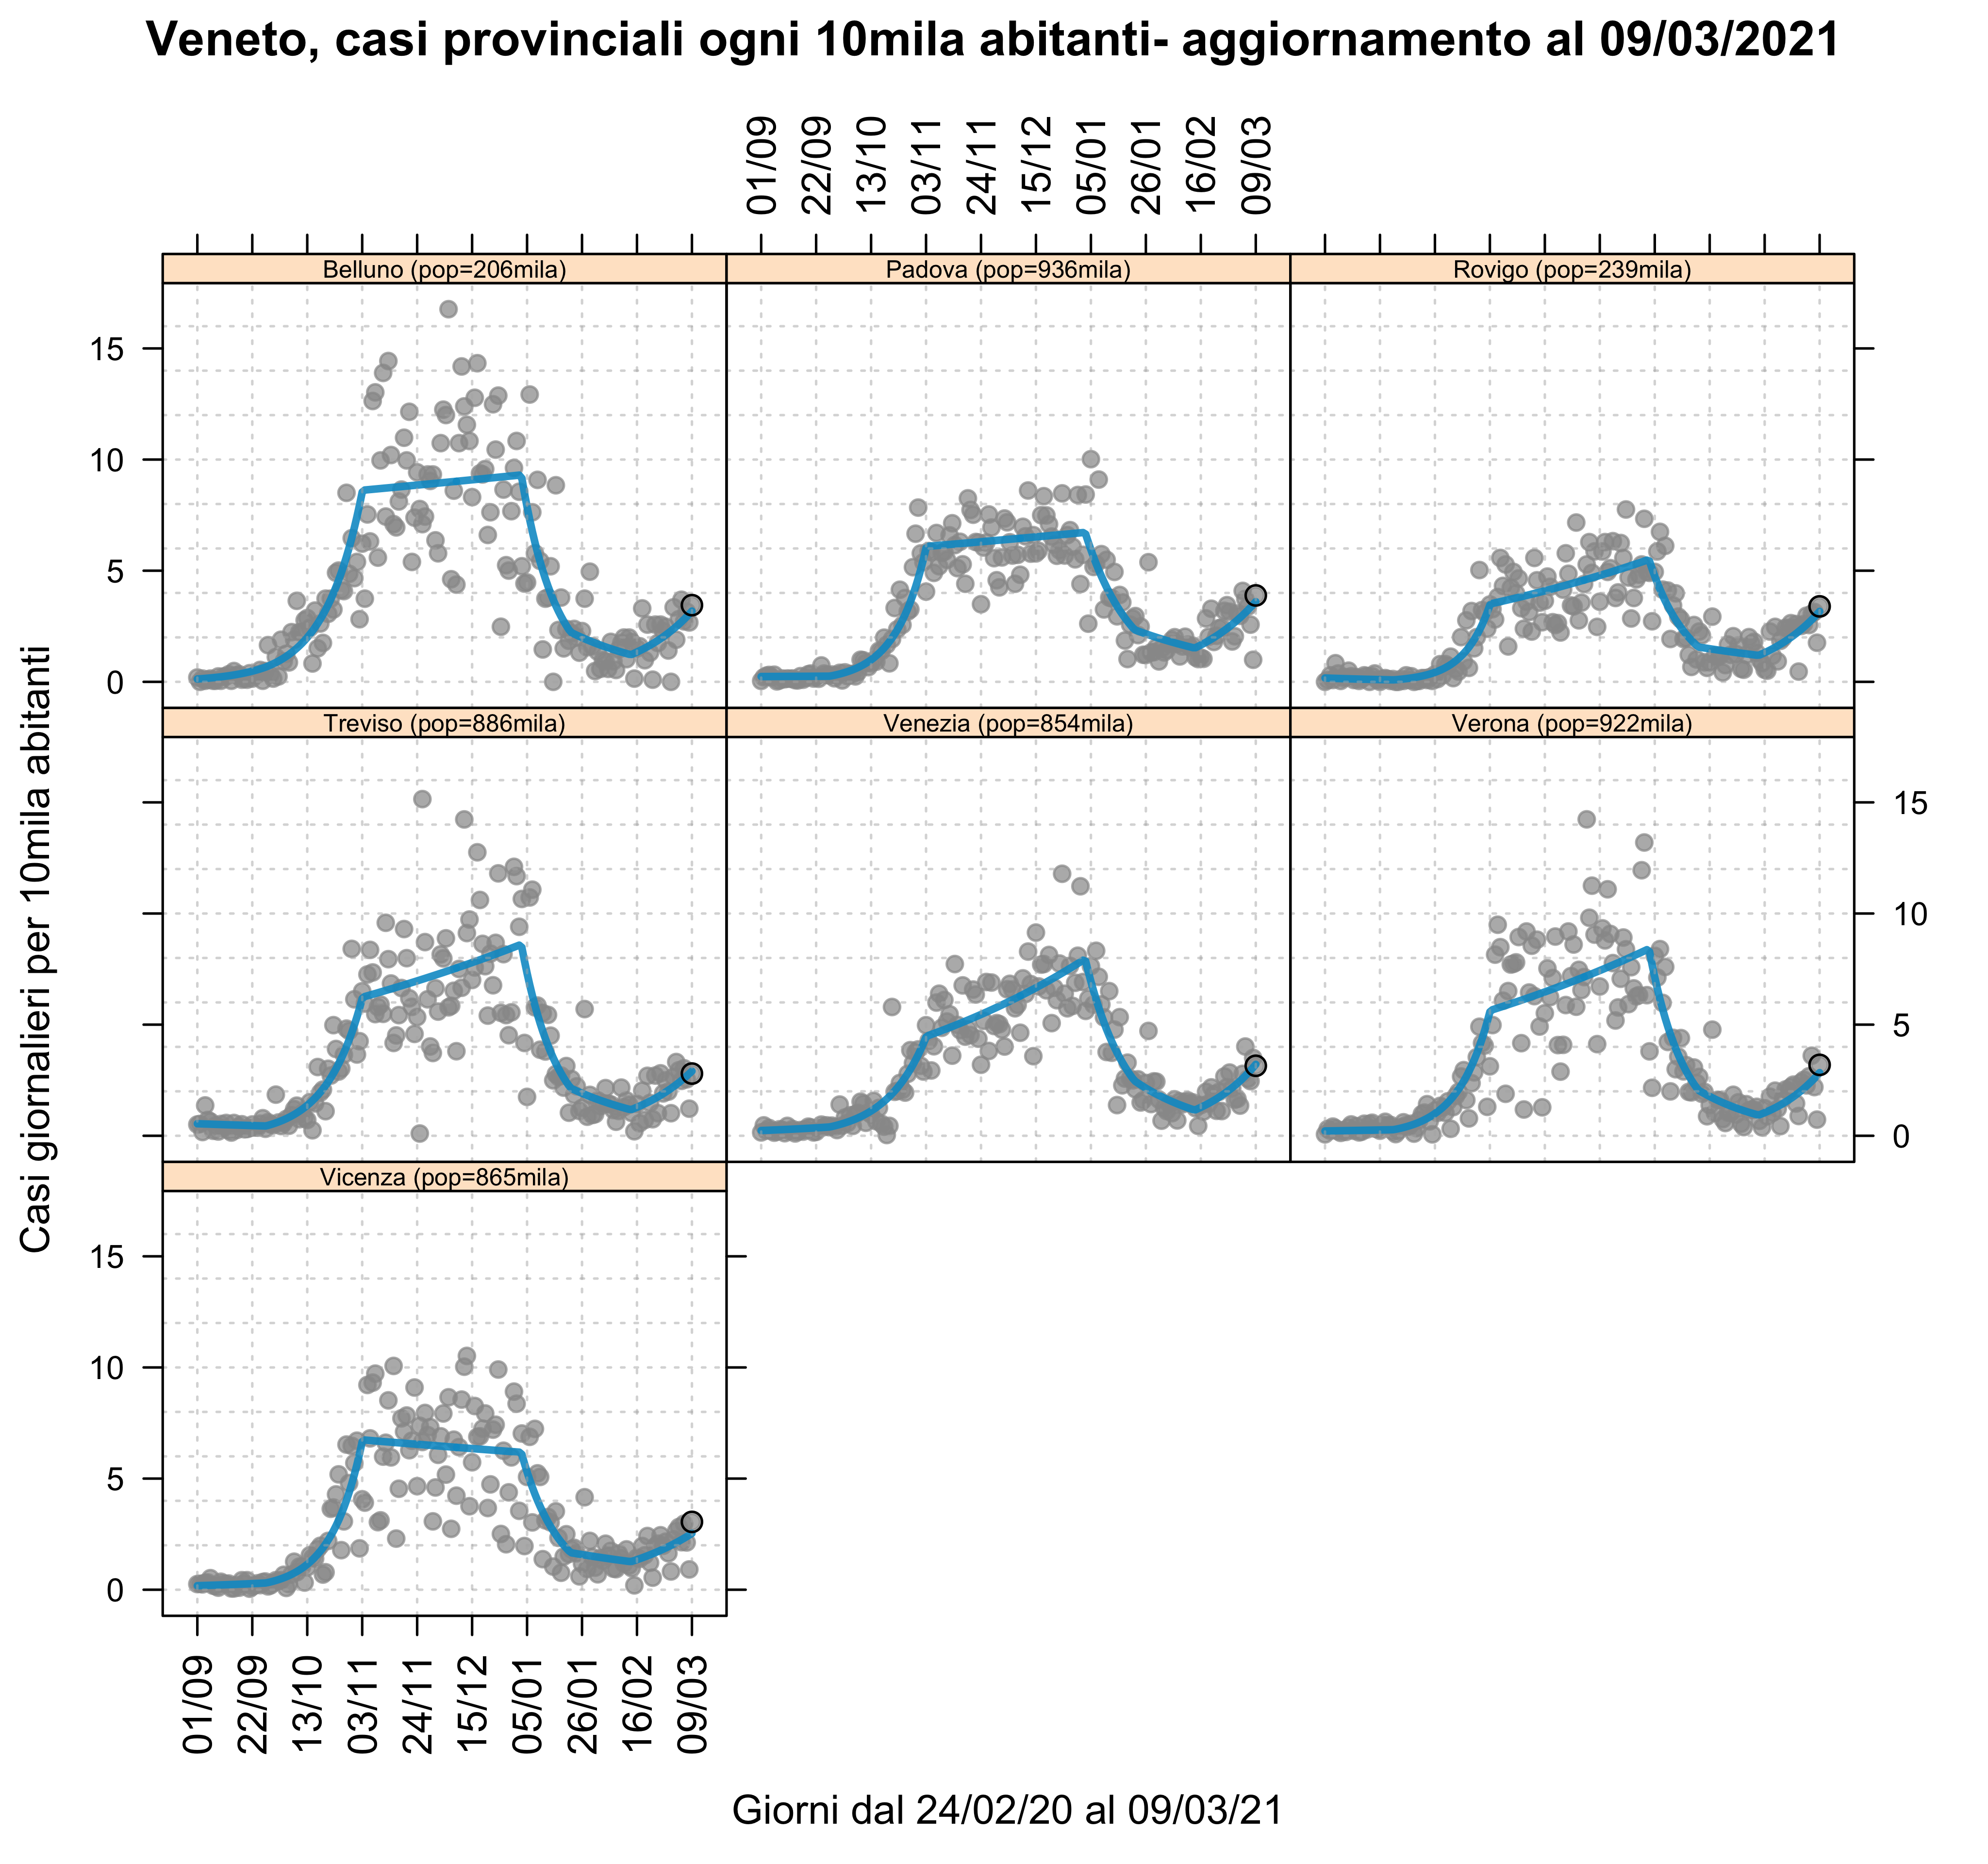 Veneto, casi provinciali ogni 10mila abitanti- aggiornamento al 09/03/2021
01/09 22/09 13/10 03/11 24/11 15/12 05/01 26/01 16/02 09/03
Belluno (pop=206mila) Padova (pop=936mila) Rovigo (pop=239mila)
15
10
5
0
Treviso (pop=886mila) Venezia (pop=854mila) Verona (pop=922mila)
15
10
5
0
Casi giornalieri per 10mila abitanti
Vicenza (pop=865mila)
15
10
5
0
01/09 22/09 13/10 03/11 24/11 15/12 05/01 26/01 16/02 09/03
Giorni dal 24/02/20 al 09/03/21